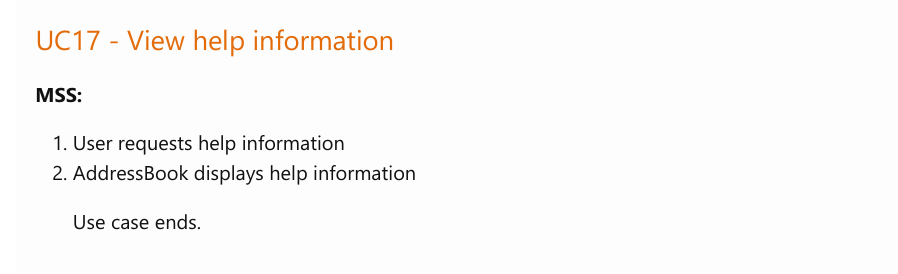 UC17 - View help information
MSS:
1. User requests help information
2. AddressBook displays help information
Use case ends.